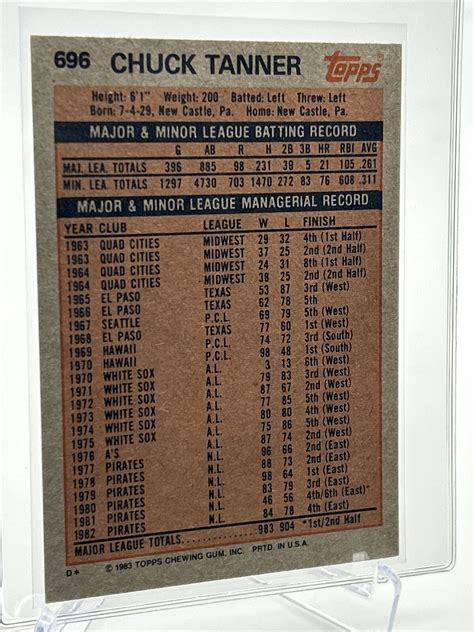 696 CHUCK TANNER topps
Height: 6'1" Weight: 200 Batted: Left Threw: Left
Born: 7-4-29, New Castle, Pa. Home: New Castle, Pa.
MAJOR & MINOR LEAGUE BATTING RECORD
G AB R H 2B 3B HR RBI AVG
MAJ. LEA. TOTALS 396 885 98 231 39 5 21 105 .261
MIN. LEA. TOTALS 1297 4730 703 1470 272 83 76 608 .311
MAJOR & MINOR LEAGUE MANAGERIAL RECORD
YEAR CLUB LEAGUE W L FINISH
1963 QUAD CITIES MIDWEST 29 32 4th (1st Half)
1963 QUAD CITIES MIDWEST 37 25 2nd (2nd Half)
1964 QUAD CITIES MIDWEST 24 31 8th (1st Half)
1964 QUAD CITIES MIDWEST 38 25 2nd (2nd Half)
1965 EL PASO TEXAS 53 87 3rd (West)
1966 EL PASO TEXAS 62 78 5th
1967 SEATTLE P.C.L. 69 79 5th (West)
1968 EL PASO TEXAS 77 60 1st (West)
1969 HAWAII P.C.L. 74 72 3rd (South)
1970 HAWAII P.C.L. 98 48 1st (South)
1970 WHITE SOX A.L. 3 13 6th (West)
1971 WHITE SOX A.L. 79 83 3rd (West)
1972 WHITE SOX A.L. 87 67 2nd (West)
1973 WHITE SOX A.L. 77 85 5th (West)
1974 WHITE SOX A.L. 80 80 4th (West)
1975 WHITE SOX A.L. 75 86 5th (West)
1976 A'S A.L. 87 74 2nd (West)
1977 PIRATES N.L. 96 66 2nd (East)
1978 PIRATES N.L. 88 73 2nd (East)
1979 PIRATES N.L. 98 64 1st (East)
1980 PIRATES N.L. 83 79 3rd (East)
1981 PIRATES N.L. 46 56 4th/6th (East)*
1982 PIRATES N.L. 84 78 4th (East)
MAJOR LEAGUE TOTALS 983 904 *1st/2nd Half
D* © 1983 TOPPS CHEWING GUM, INC. PRTD. IN U.S.A.